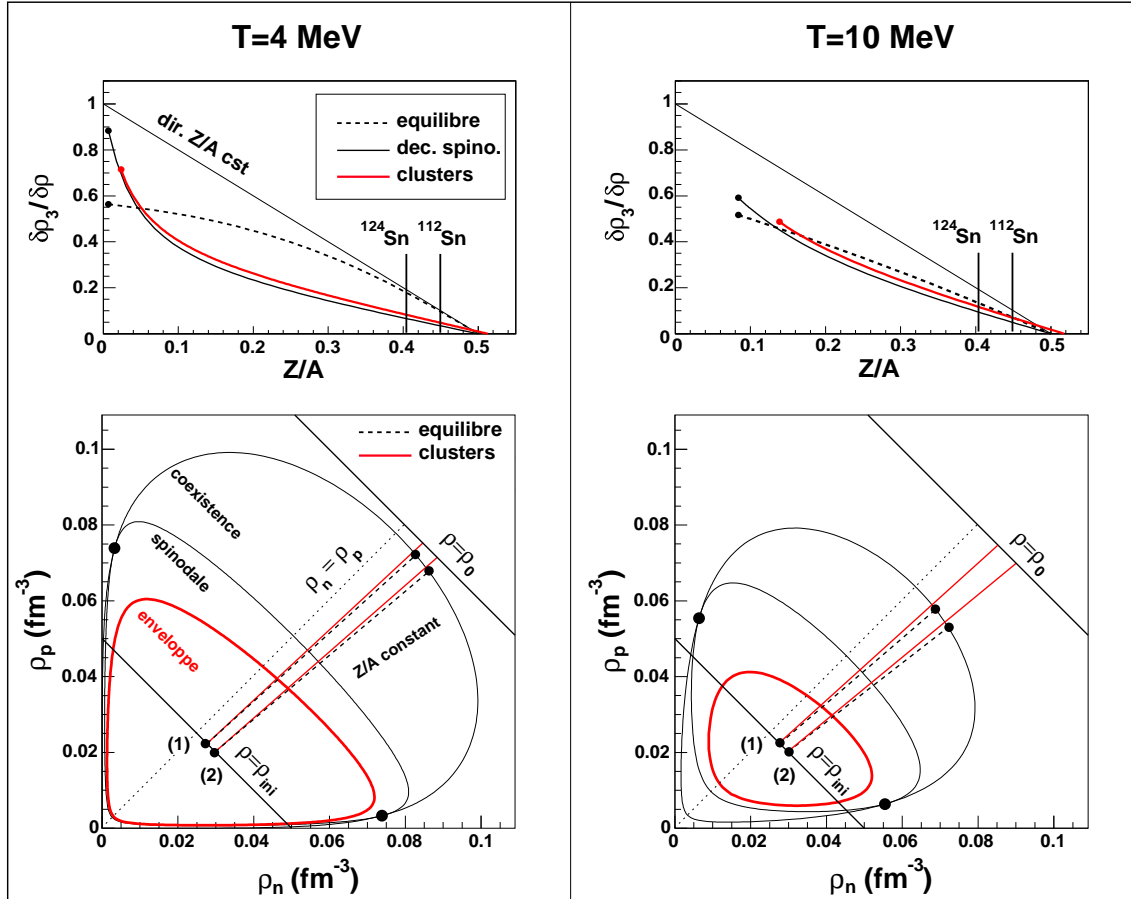 T=4 MeV
δρ₃/δρ
1
0.8
0.6
0.4
0.2
0
dir. Z/A cst
equilibre
dec. spino.
clusters
¹²⁴Sn
¹¹²Sn
0
0.1
0.2
0.3
0.4
0.5
Z/A
ρₚ (fm⁻³)
0.1
0.08
0.06
0.04
0.02
0
equilibre
clusters
coexistence
spinodale
enveloppe
ρₙ = ρₚ
ρ=ρ₀
Z/A constant
(1)
(2)
ρ=ρᵢₙᵢ
0
0.02
0.04
0.06
0.08
0.1
ρₙ (fm⁻³)
T=10 MeV
δρ₃/δρ
1
0.8
0.6
0.4
0.2
0
¹²⁴Sn
¹¹²Sn
0
0.1
0.2
0.3
0.4
0.5
Z/A
ρₚ (fm⁻³)
0.1
0.08
0.06
0.04
0.02
0
ρ=ρ₀
(1)
(2)
ρ=ρᵢₙᵢ
0
0.02
0.04
0.06
0.08
0.1
ρₙ (fm⁻³)